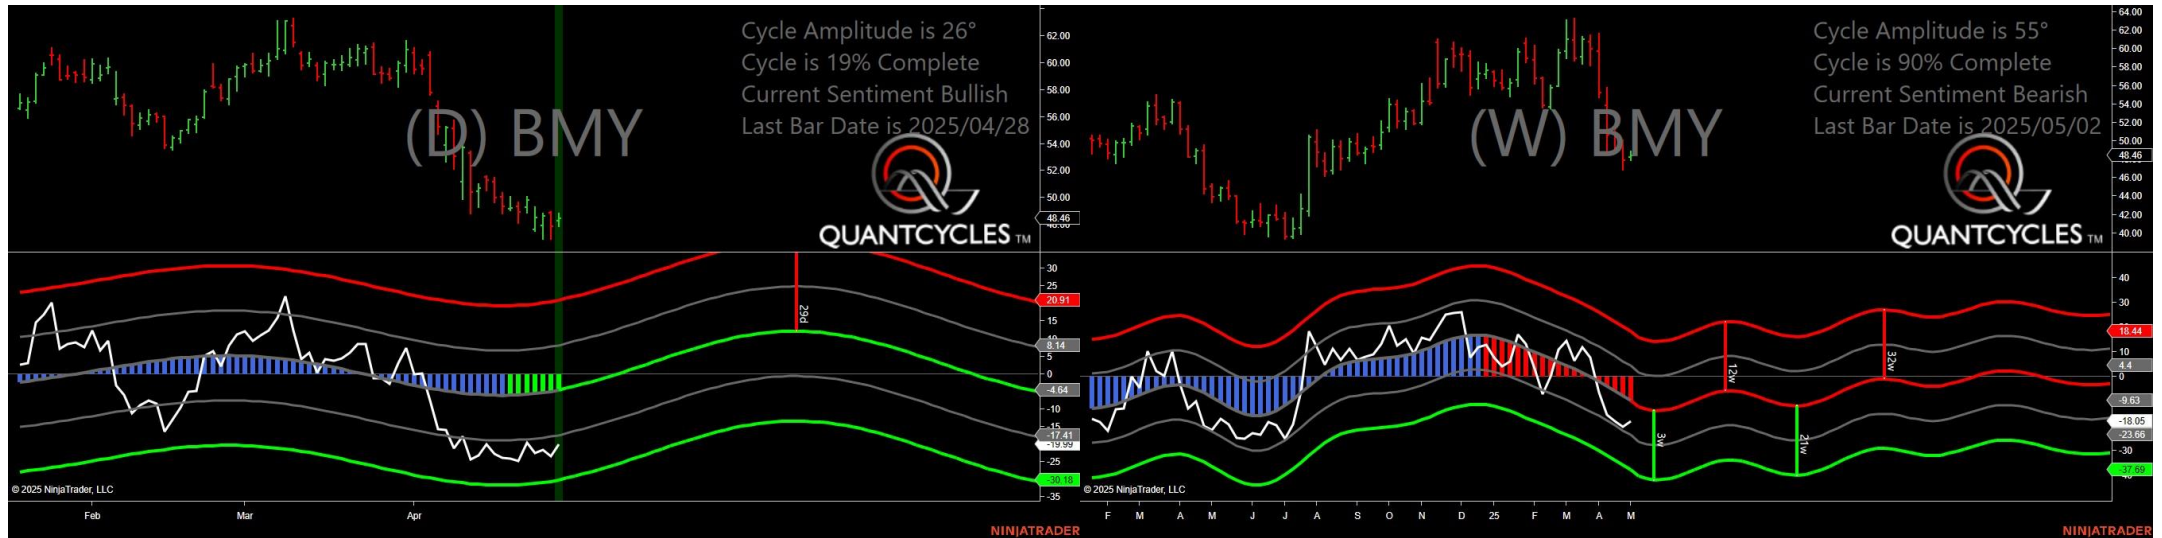 Cycle Amplitude is 26°
Cycle is 19% Complete
Current Sentiment Bullish
Last Bar Date is 2025/04/28
(D) BMY
QUANTCYCLES TM
62.00
60.00
58.00
56.00
54.00
52.00
50.00
48.46
48.00
30
25
20.91
15
8.14
5
0
-4.64
-10
-15
-17.41
-19.99
-25
-30.18
-35
29d
© 2025 NinjaTrader, LLC
Feb
Mar
Apr
NINJATRADER
Cycle Amplitude is 55°
Cycle is 90% Complete
Current Sentiment Bearish
Last Bar Date is 2025/05/02
(W) BMY
QUANTCYCLES TM
64.00
62.00
60.00
58.00
56.00
54.00
52.00
50.00
48.46
46.00
44.00
42.00
40.00
40
30
18.44
10
4.4
0
-9.63
-18.05
-23.66
-30
-37.69
3w
12w
21w
32w
© 2025 NinjaTrader, LLC
F M A M J J A S O N D 25 F M A M
NINJATRADER